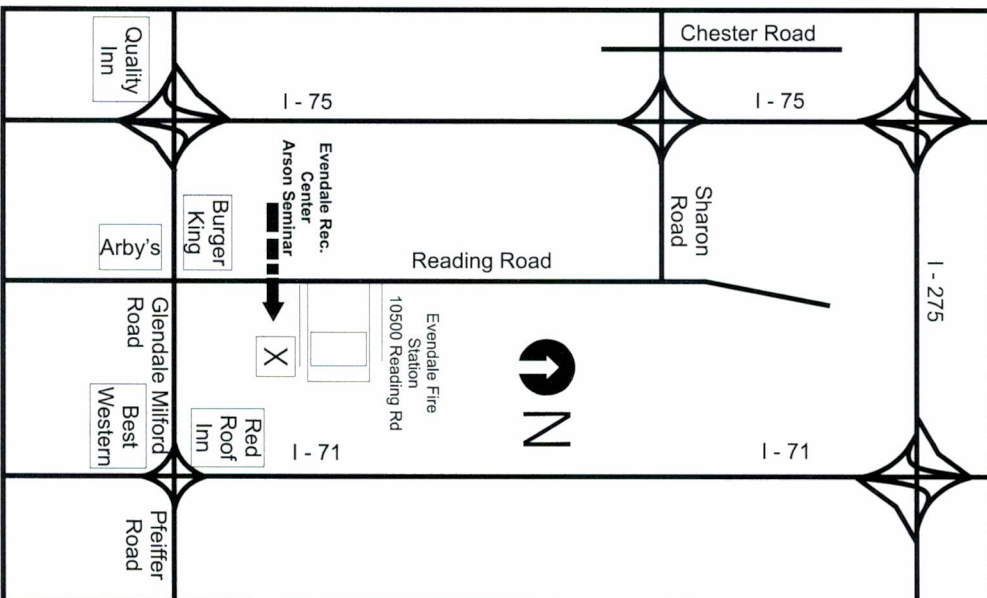 Chester Road
Quality
Inn
I - 75
I - 75
Evendale Rec.
Center
Arson Seminar
Burger
King
Sharon
Road
Arby's
Reading Road
I - 275
Glendale Milford
Road
Evendale Fire
Station
10500 Reading Rd
X
N
Best
Western
Red
Roof
Inn
I - 71
I - 71
Pfeiffer
Road